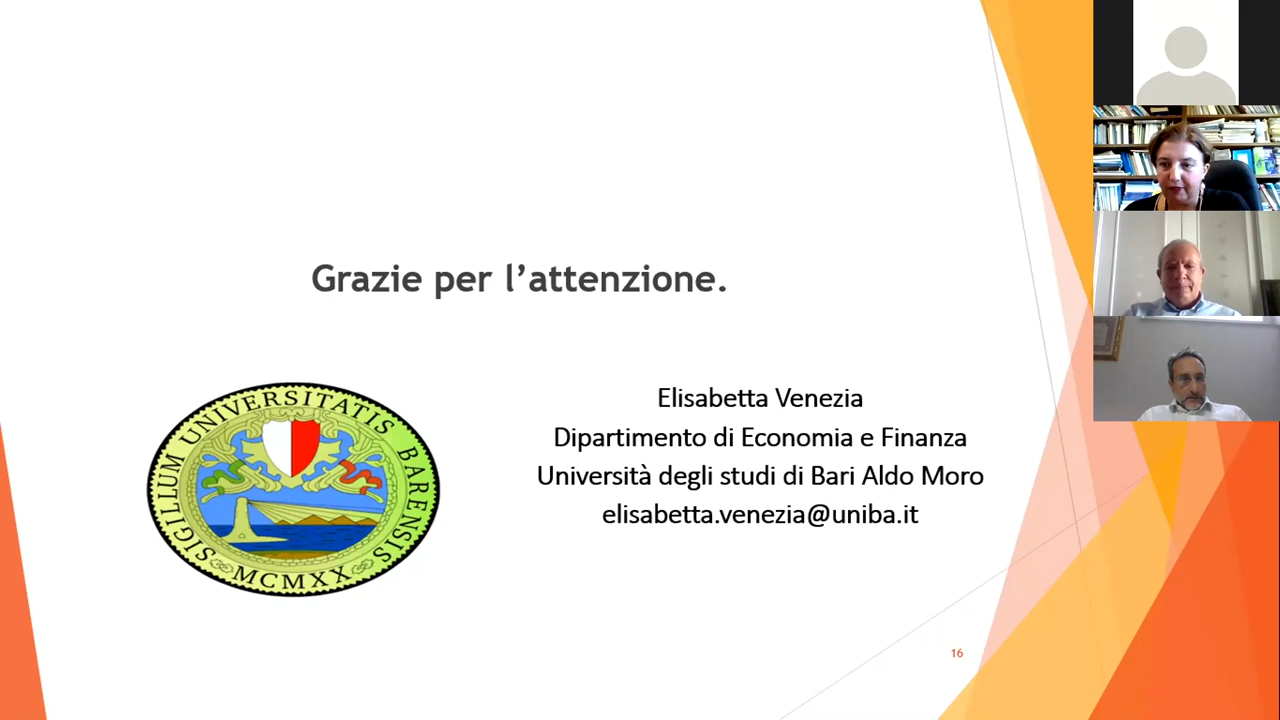 Grazie per l’attenzione.
SIGILLUM UNIVERSITATIS BARENSIS
MCMXX
Elisabetta Venezia
Dipartimento di Economia e Finanza
Università degli studi di Bari Aldo Moro
elisabetta.venezia@uniba.it
16